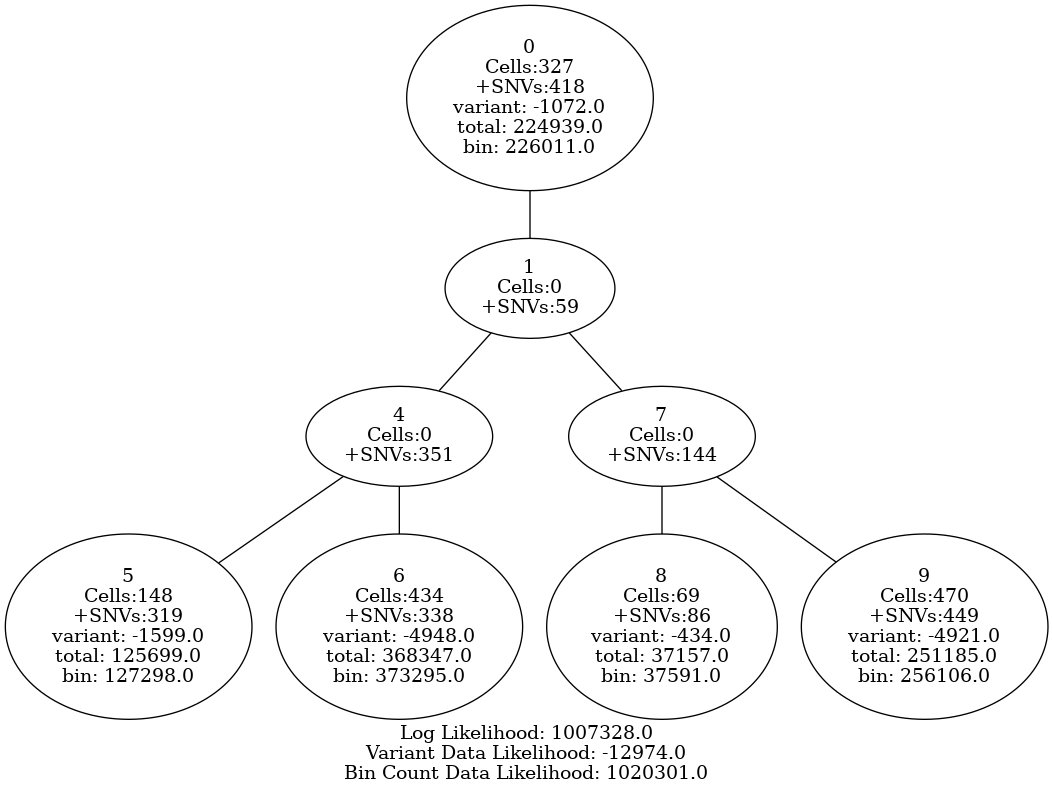 0
Cells:327
+SNVs:418
variant: -1072.0
total: 224939.0
bin: 226011.0
1
Cells:0
+SNVs:59
4
Cells:0
+SNVs:351
7
Cells:0
+SNVs:144
5
Cells:148
+SNVs:319
variant: -1599.0
total: 125699.0
bin: 127298.0
6
Cells:434
+SNVs:338
variant: -4948.0
total: 368347.0
bin: 373295.0
8
Cells:69
+SNVs:86
variant: -434.0
total: 37157.0
bin: 37591.0
9
Cells:470
+SNVs:449
variant: -4921.0
total: 251185.0
bin: 256106.0
Log Likelihood: 1007328.0
Variant Data Likelihood: -12974.0
Bin Count Data Likelihood: 1020301.0